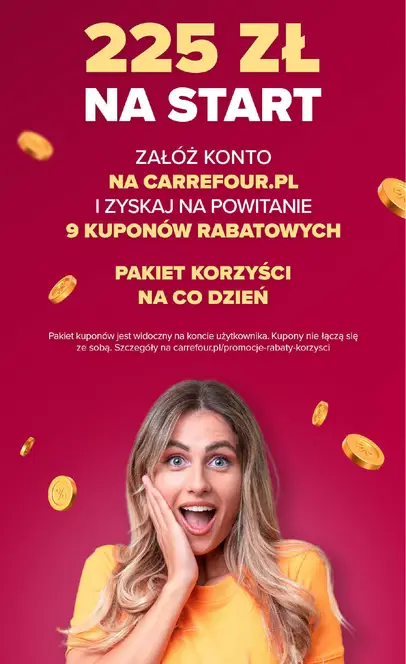 225 ZŁ
NA START
ZAŁÓŻ KONTO
NA CARREFOUR.PL
I ZYSKAJ NA POWITANIE
9 KUPONÓW RABATOWYCH
PAKIET KORZYŚCI
NA CO DZIEŃ
Pakiet kuponów jest widoczny na koncie użytkownika. Kupony nie łączą się
ze sobą. Szczegóły na carrefour.pl/promocje-rabaty-korzysci